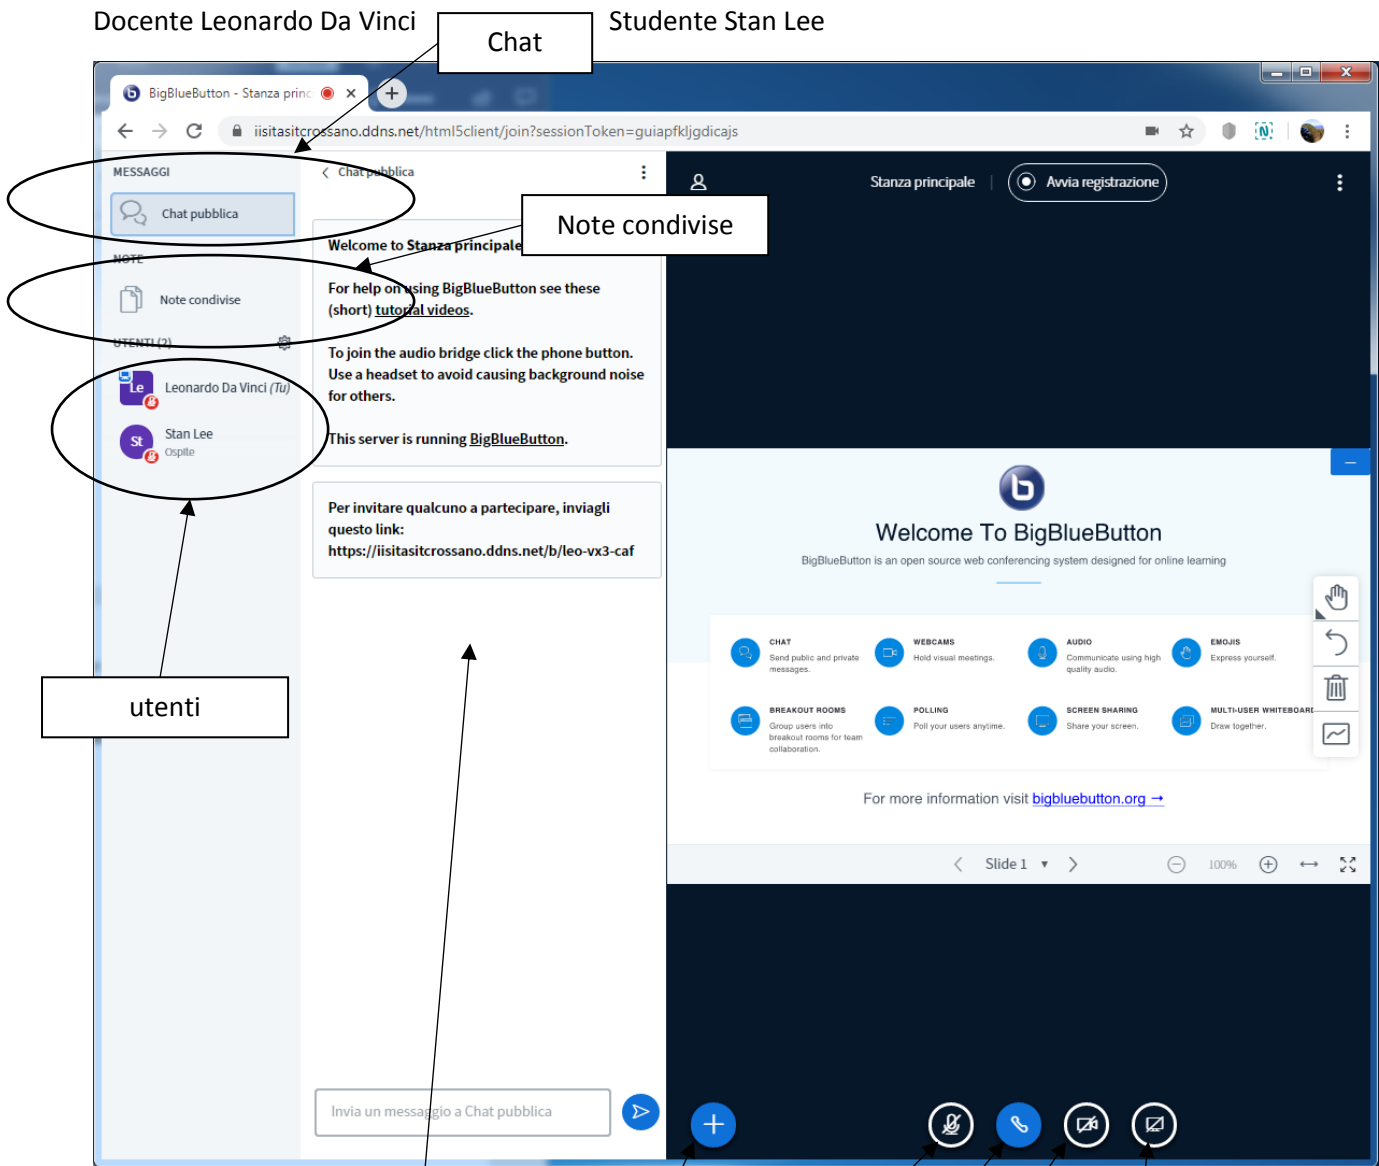 Docente Leonardo Da Vinci
Studente Stan Lee
Chat
BigBlueButton - Stanza princ
iisitasitcrossano.ddns.net/html5client/join?sessionToken=guiapfkljgdicajs
MESSAGGI
Chat pubblica
NOTE
Note condivise
UTENTI (2)
Le
Leonardo Da Vinci (Tu)
St
Stan Lee
Ospite
utenti
Chat pubblica
Note condivise
Welcome to Stanza principale
For help on using BigBlueButton see these
(short) tutorial videos.
To join the audio bridge click the phone button.
Use a headset to avoid causing background noise
for others.
This server is running BigBlueButton.
Per invitare qualcuno a partecipare, inviagli
questo link:
https://iisitasitcrossano.ddns.net/b/leo-vx3-caf
Invia un messaggio a Chat pubblica
Stanza principale
Avvia registrazione
b
Welcome To BigBlueButton
BigBlueButton is an open source web conferencing system designed for online learning
CHAT
Send public and private
messages.
WEBCAMS
Hold visual meetings.
AUDIO
Communicate using high
quality audio.
EMOJIS
Express yourself.
BREAKOUT ROOMS
Group users into
breakout rooms for team
collaboration.
POLLING
Poll your users anytime.
SCREEN SHARING
Share your screen.
MULTI-USER WHITEBOARD
Draw together.
For more information visit bigbluebutton.org →
Slide 1
100%